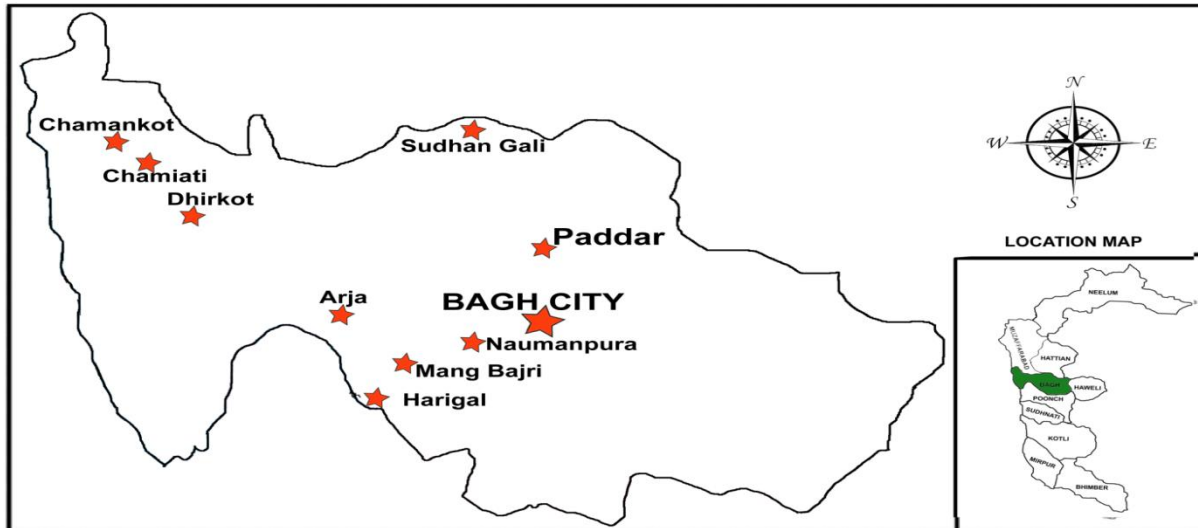 Chamankot
Chamiati
Dhirkot
Sudhan Gali
Paddar
Arja
BAGH CITY
Naumanpura
Mang Bajri
Harigal
N
W
E
S
LOCATION MAP
NEELUM
MUZAFFARABAD
HATTIAN
BAGH
HAWELI
POONCH
SUDHNATI
KOTLI
MIRPUR
BHIMBER